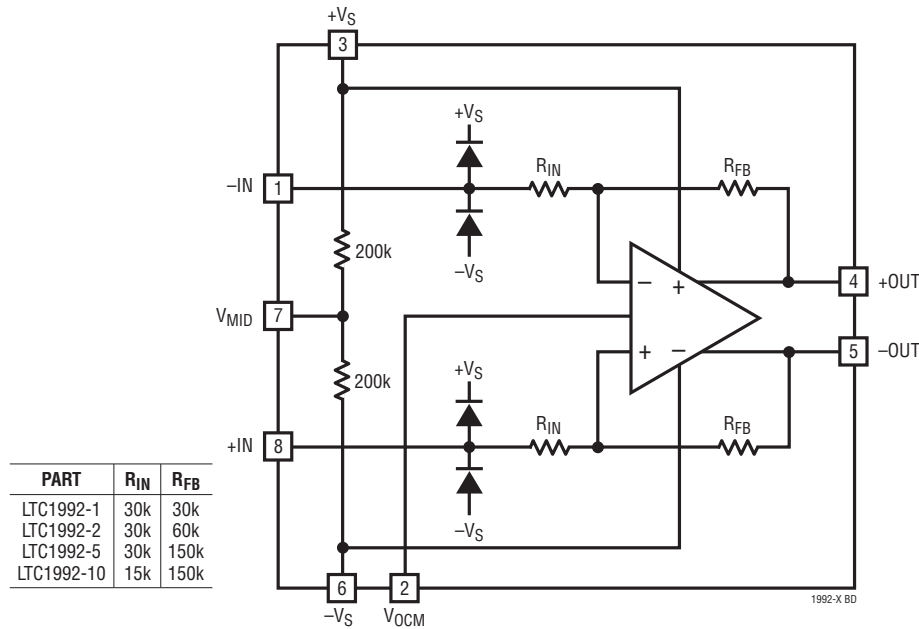 +VS
3
+VS
–IN
1
RIN
RFB
200k
–VS
–
+
4
+OUT
VMID
7
5
–OUT
+
–
200k
+VS
+IN
8
RIN
RFB
–VS
PART RIN RFB
LTC1992-1 30k 30k
LTC1992-2 30k 60k
LTC1992-5 30k 150k
LTC1992-10 15k 150k
6
2
–VS
VOCM
1992-X BD